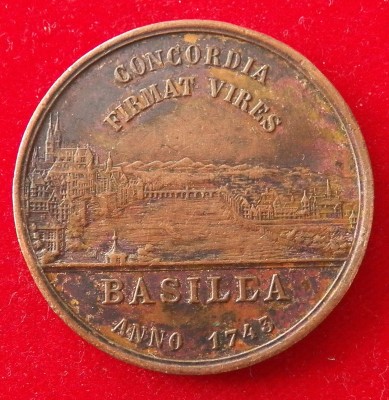 CONCORDIA
FIRMAT VIRES
BASILEA
ANNO 1743